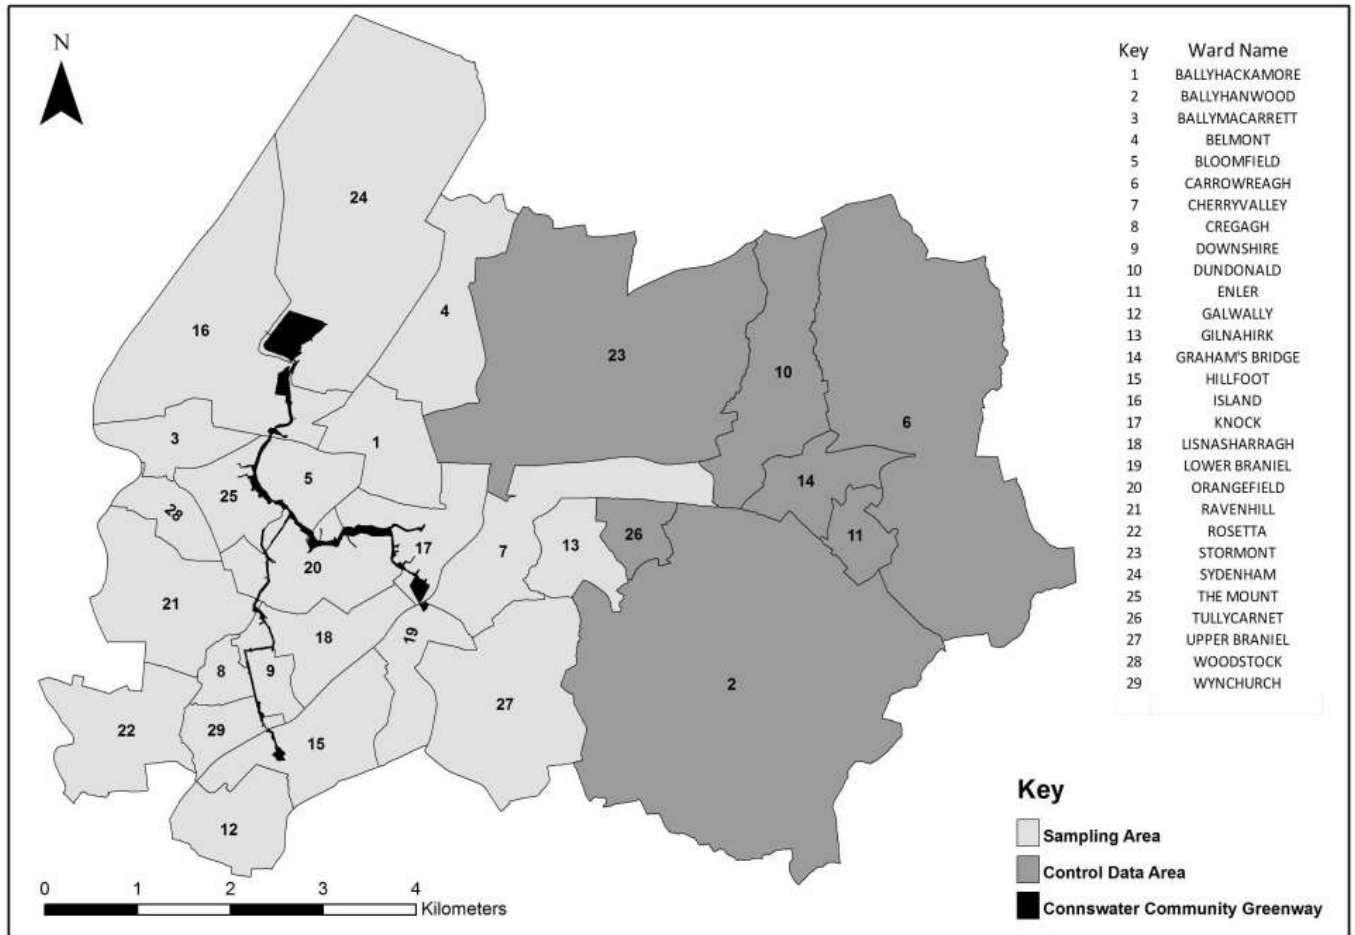 N
Key Ward Name
1 BALLYHACKAMORE
2 BALLYHANWOOD
3 BALLYMACARRETT
4 BELMONT
5 BLOOMFIELD
6 CARROWREAGH
7 CHERRYVALLEY
8 CREGAGH
9 DOWNSHIRE
10 DUNDONALD
11 ENLER
12 GALWALLY
13 GILNAHIRK
14 GRAHAM'S BRIDGE
15 HILLFOOT
16 ISLAND
17 KNOCK
18 LISNASHARRAGH
19 LOWER BRANIEL
20 ORANGEFIELD
21 RAVENHILL
22 ROSETTA
23 STORMONT
24 SYDENHAM
25 THE MOUNT
26 TULLYCARNET
27 UPPER BRANIEL
28 WOODSTOCK
29 WYNCHURCH
24
4
16
23
10
6
3
1
5
14
25
28
26
11
17
7
13
20
21
18
19
8
9
2
27
22
29
15
12
Key
Sampling Area
Control Data Area
Connswater Community Greenway
0 1 2 3 4
Kilometers